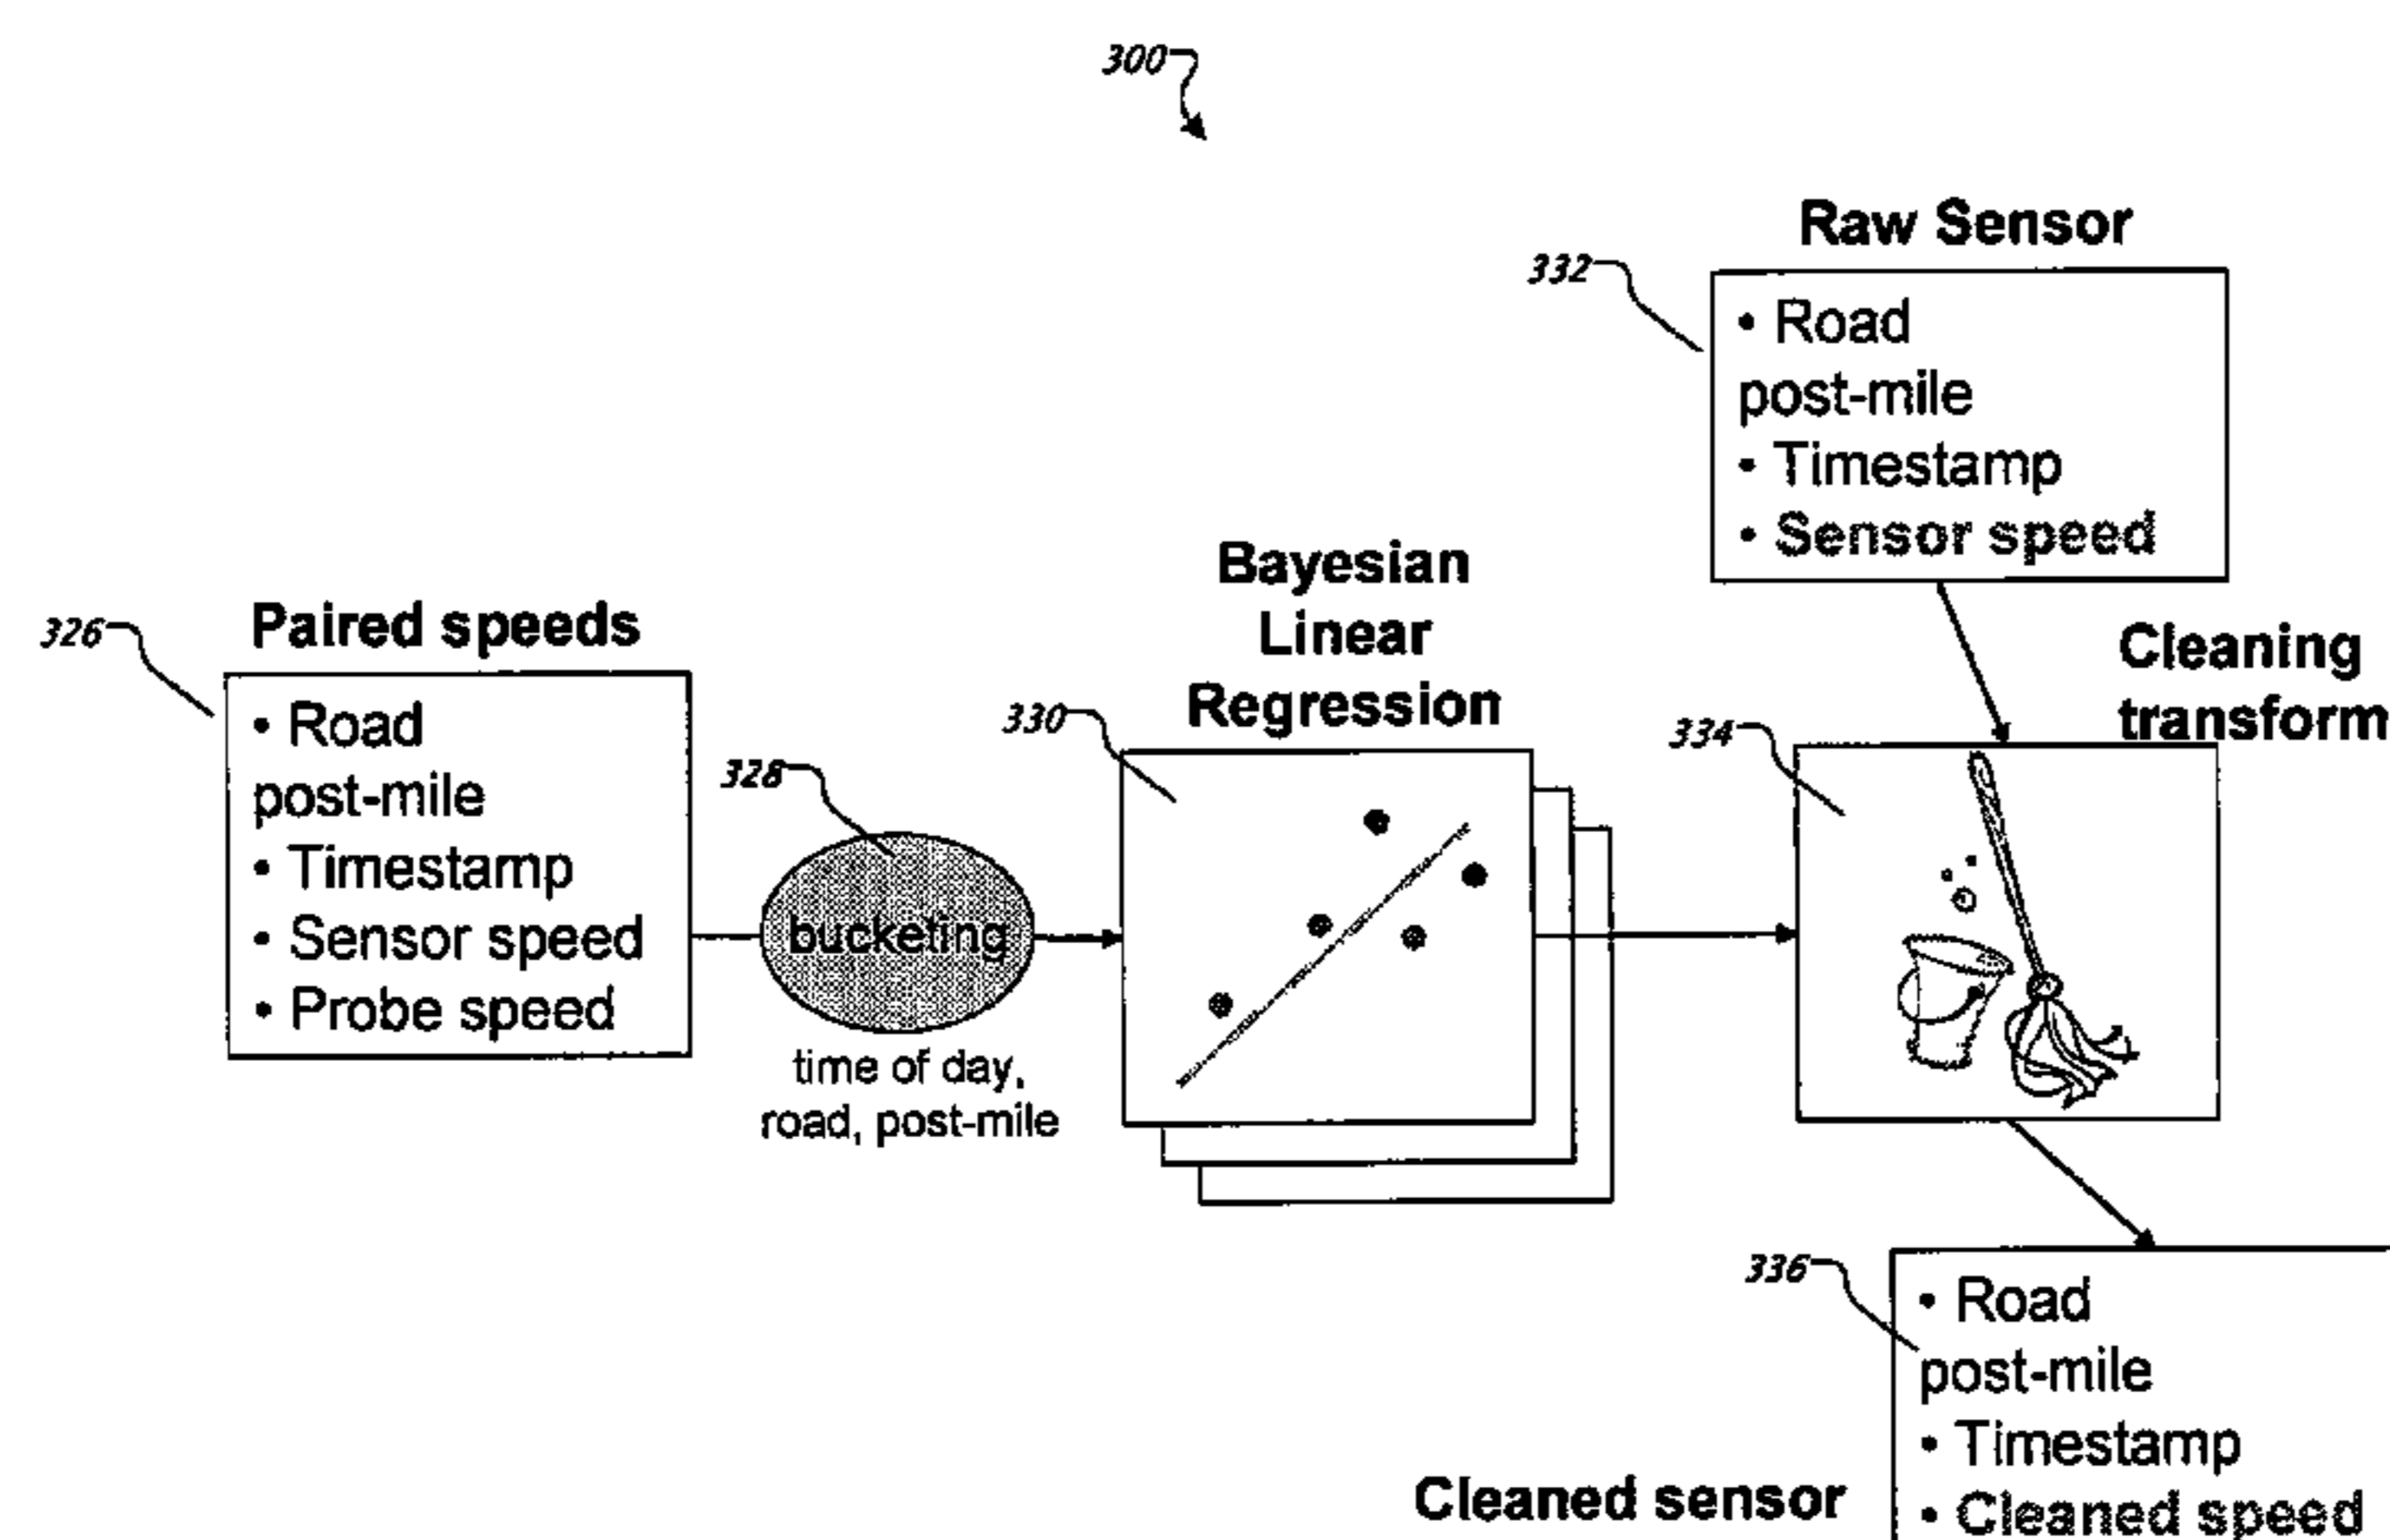 300
Raw Sensor
332
• Road
post-mile
• Timestamp
• Sensor speed
Bayesian
Linear
Regression
330
Paired speeds
326
• Road
post-mile
• Timestamp
• Sensor speed
• Probe speed
328
bucketing
time of day,
road, post-mile
Cleaning
transform
334
336
• Road
post-mile
• Timestamp
• Cleaned speed
Cleaned sensor